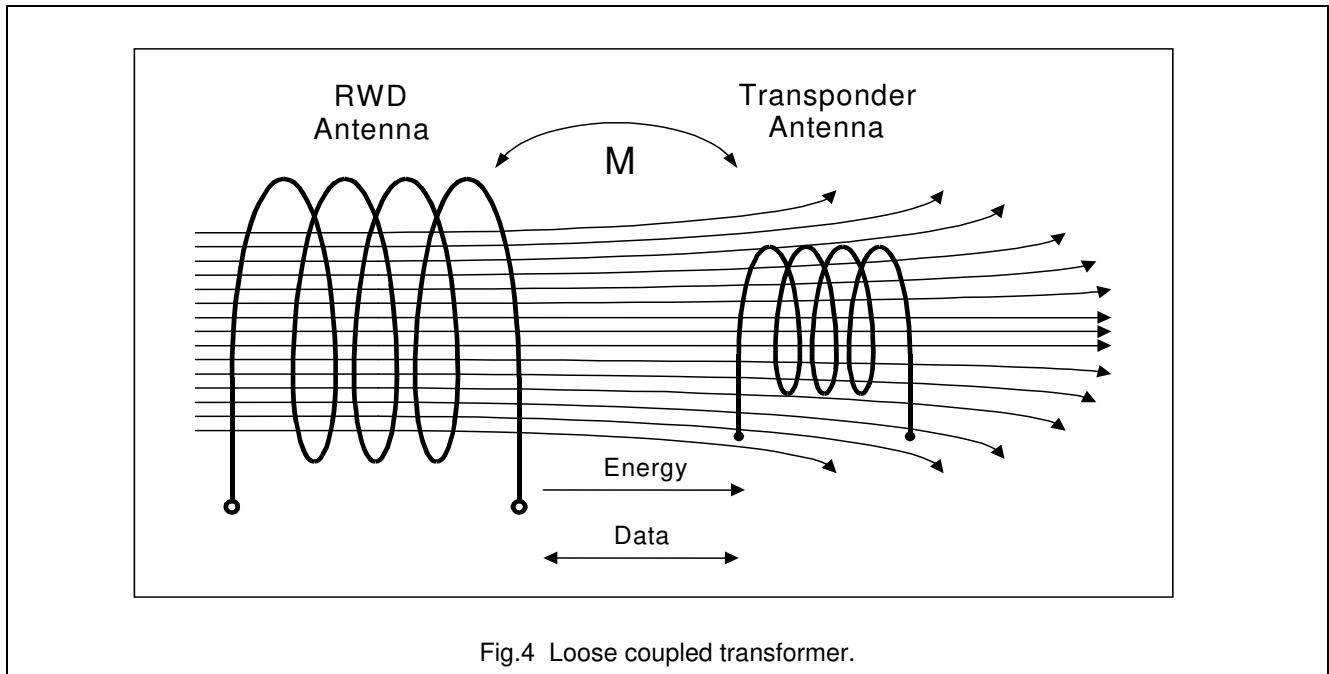 RWD
Antenna
Transponder
Antenna
M
Energy
Data
Fig.4 Loose coupled transformer.